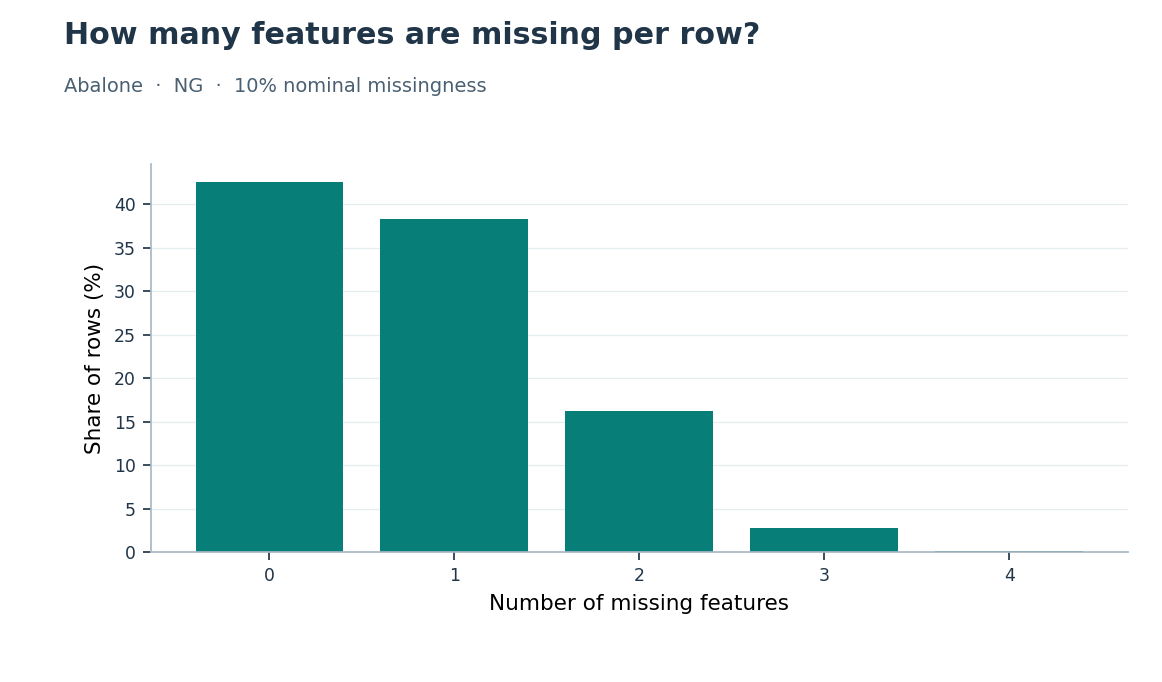 How many features are missing per row?
Abalone · NG · 10% nominal missingness
40
35
30
25
20
15
10
5
0
Share of rows (%)
0 1 2 3 4
Number of missing features